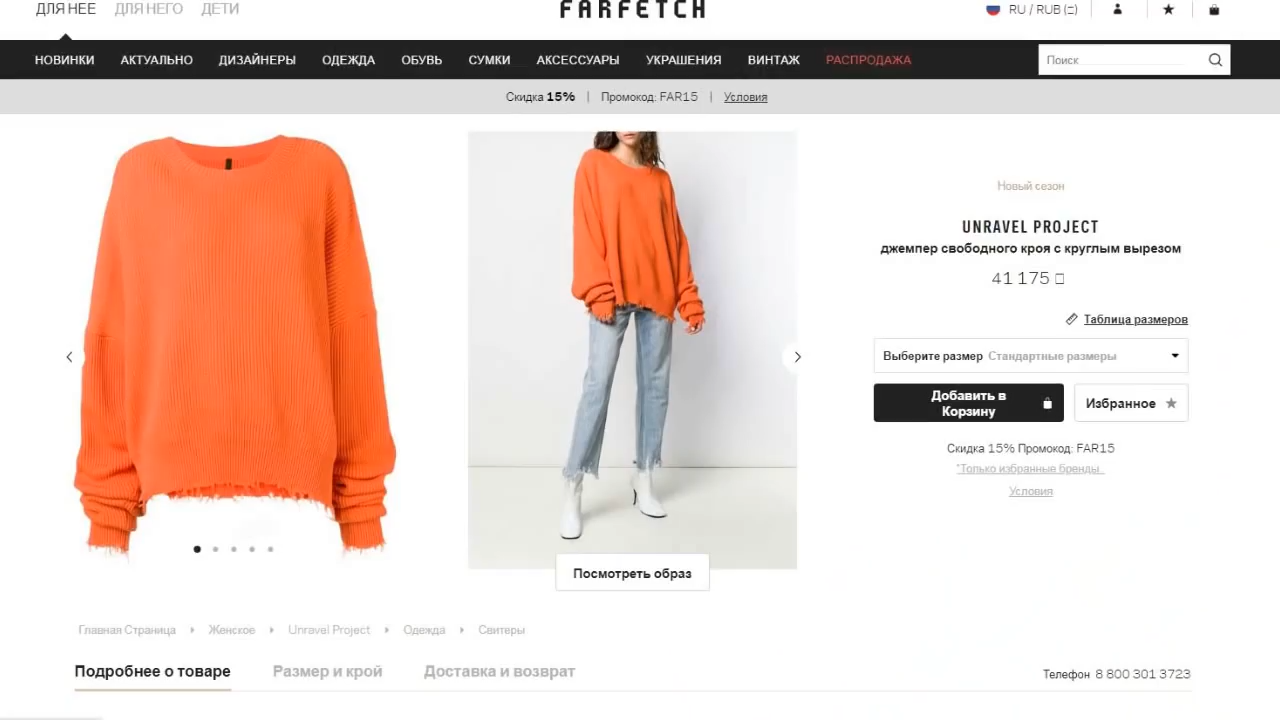 ДЛЯ НЕЕ ДЛЯ НЕГО ДЕТИ
FARFETCH
RU / RUB (□)
НОВИНКИ АКТУАЛЬНО ДИЗАЙНЕРЫ ОДЕЖДА ОБУВЬ СУМКИ АКСЕССУАРЫ УКРАШЕНИЯ ВИНТАЖ РАСПРОДАЖА
Поиск
Скидка 15% | Промокод: FAR15 | Условия
Новый сезон
UNRAVEL PROJECT
джемпер свободного кроя с круглым вырезом
41 175 □
Таблица размеров
Выберите размер Стандартные размеры
Добавить в
Корзину
Избранное
Скидка 15% Промокод: FAR15
*Только избранные бренды.
Условия
Посмотреть образ
Главная Страница Женское Unravel Project Одежда Свитеры
Подробнее о товаре Размер и крой Доставка и возврат
Телефон 8 800 301 3723